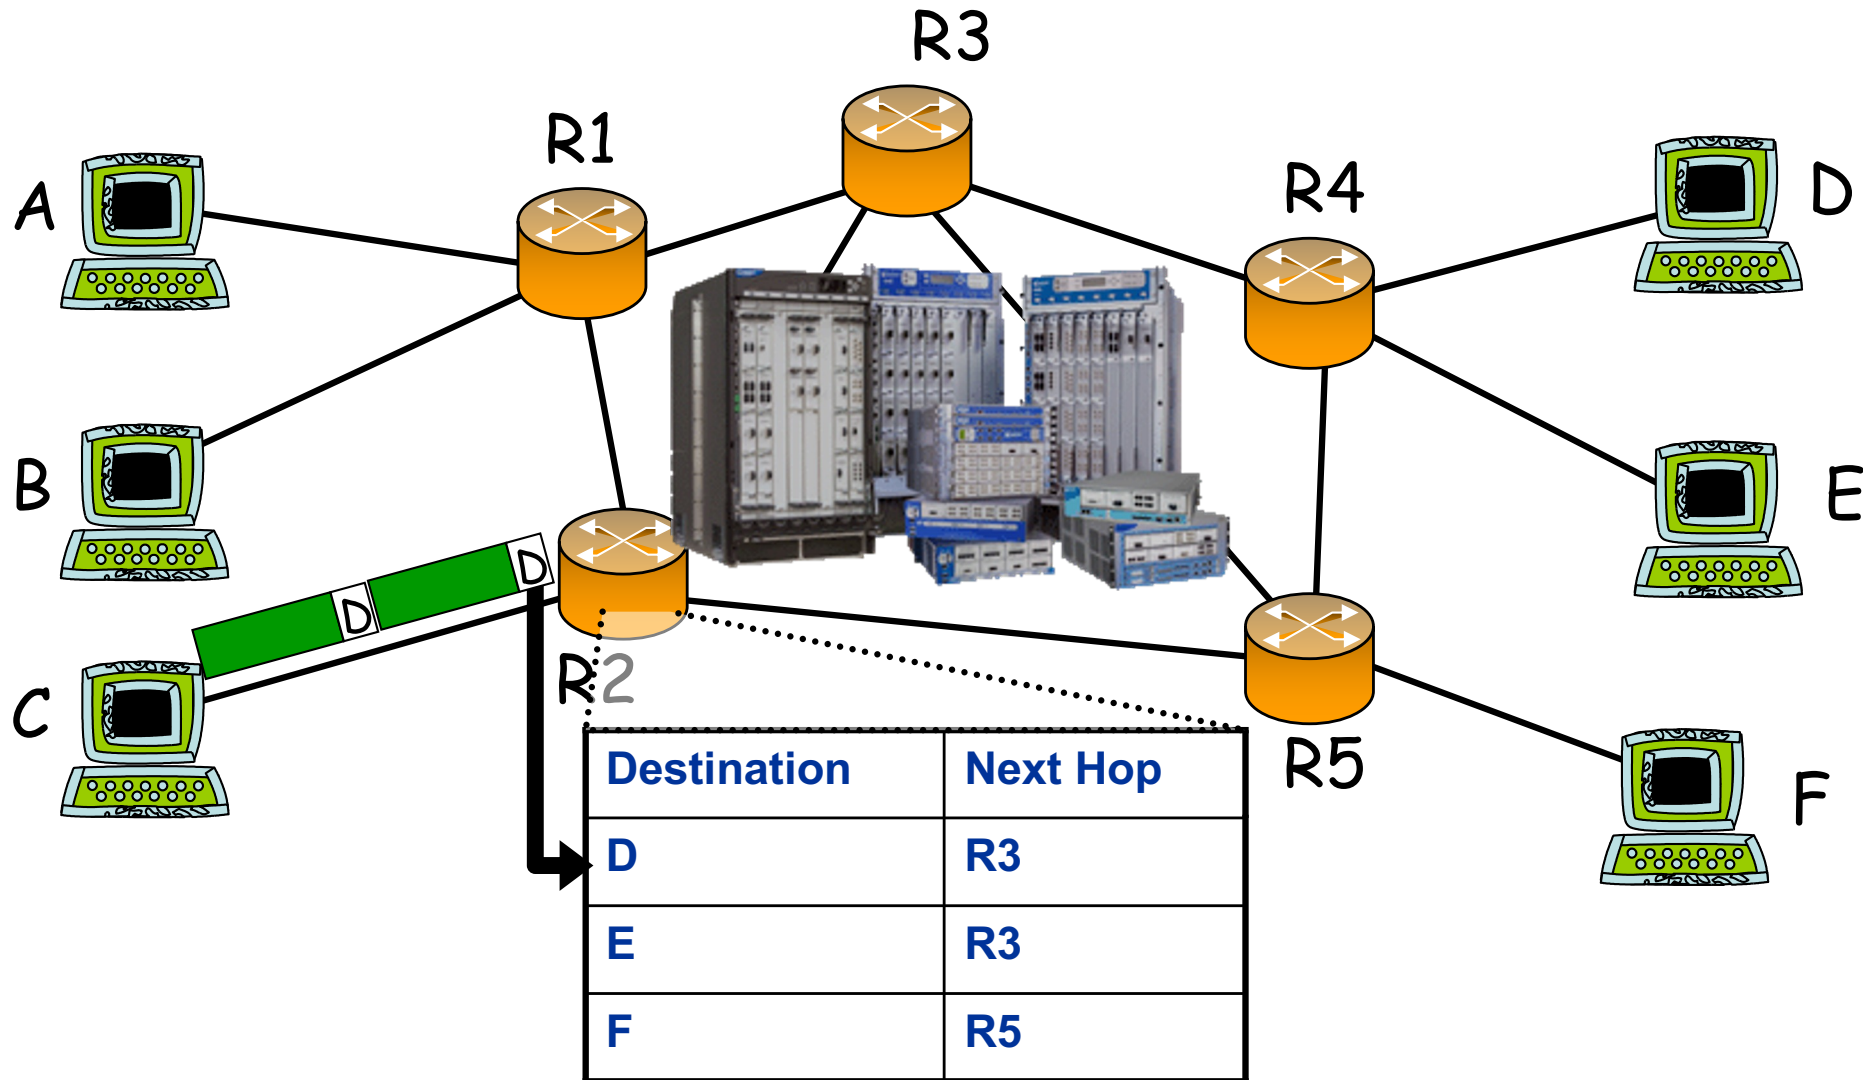 R3
R1
R4
A
D
B
E
D
D
C
R2
R5
F
Destination Next Hop
D R3
E R3
F R5